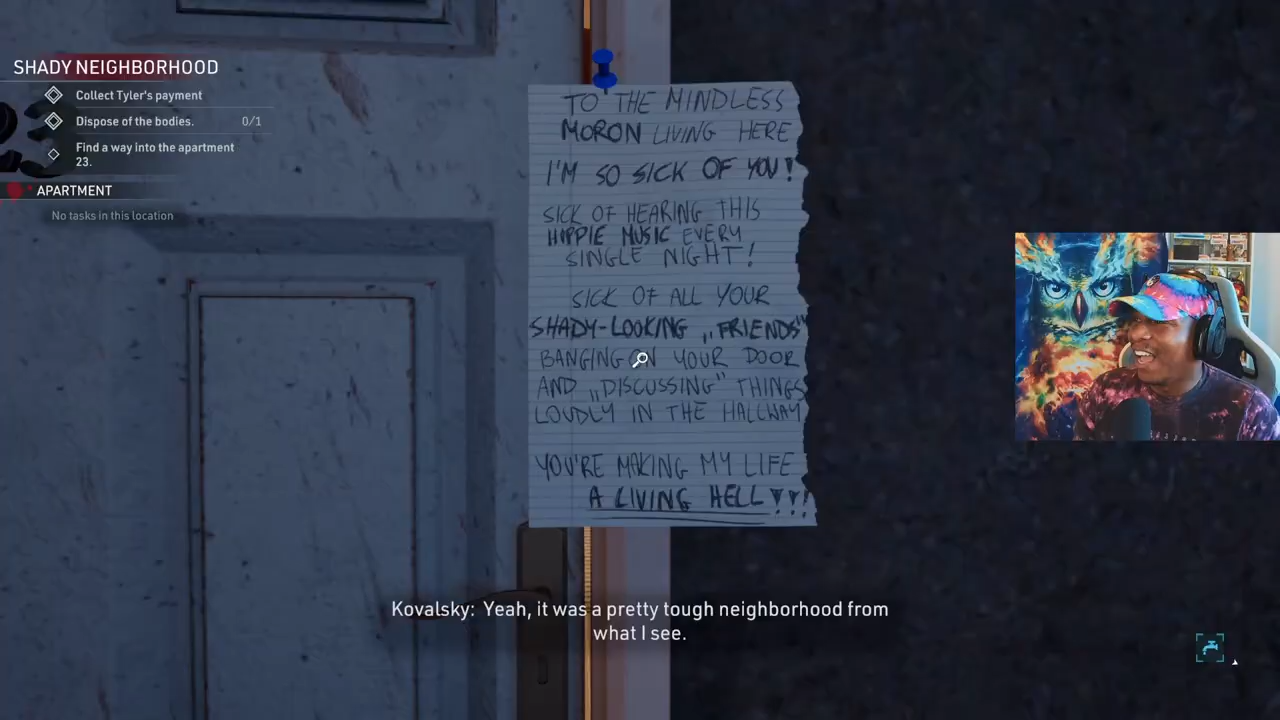 SHADY NEIGHBORHOOD
Collect Tyler's payment
Dispose of the bodies. 0/1
Find a way into the apartment
23.
APARTMENT
No tasks in this location
TO THE MINDLESS
MORON LIVING HERE
I'M SO SICK OF YOU!
SICK OF HEARING THIS
HIPPIE MUSIC EVERY
SINGLE NIGHT!
SICK OF ALL YOUR
SHADY-LOOKING „FRIENDS"
BANGING ON YOUR DOOR
AND „DISCUSSING" THINGS
LOUDLY IN THE HALLWAY
YOU'RE MAKING MY LIFE
A LIVING HELL!!!
Kovalsky: Yeah, it was a pretty tough neighborhood from
what I see.